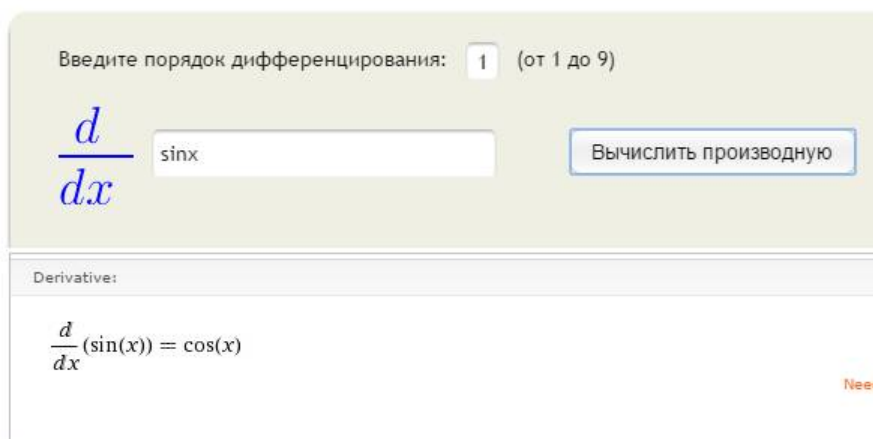 Введите порядок дифференцирования: 1 (от 1 до 9)
d
dx
sinx
Вычислить производную
Derivative:
d/dx (sin(x)) = cos(x)